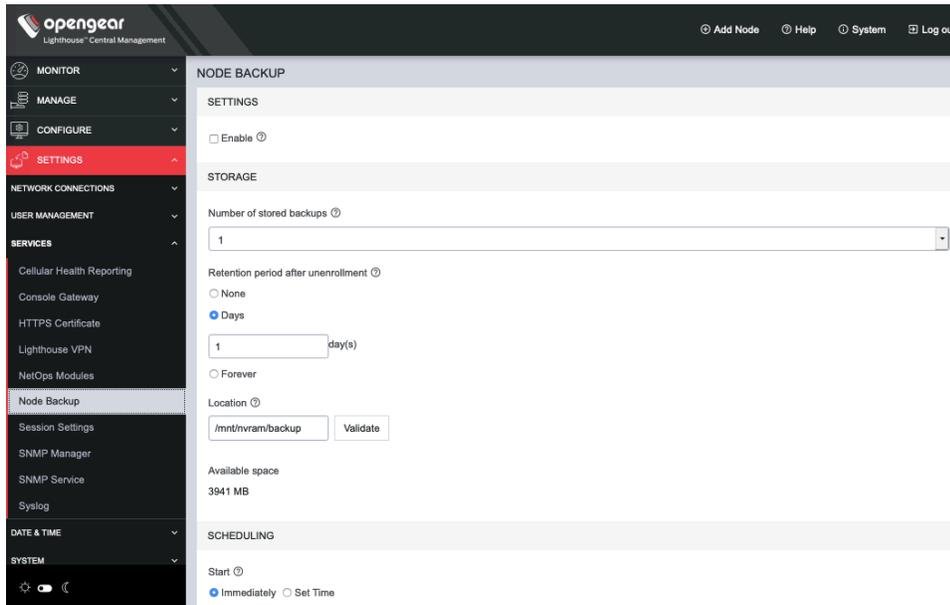 opengear
Lighthouse™ Central Management
Add Node
Help
System
Log ou
MONITOR
MANAGE
CONFIGURE
SETTINGS
NETWORK CONNECTIONS
USER MANAGEMENT
SERVICES
Cellular Health Reporting
Console Gateway
HTTPS Certificate
Lighthouse VPN
NetOps Modules
Node Backup
Session Settings
SNMP Manager
SNMP Service
Syslog
DATE & TIME
SYSTEM
NODE BACKUP
SETTINGS
Enable
STORAGE
Number of stored backups
1
Retention period after unenrollment
None
Days
1 day(s)
Forever
Location
/mnt/nvram/backup Validate
Available space
3941 MB
SCHEDULING
Start
Immediately Set Time